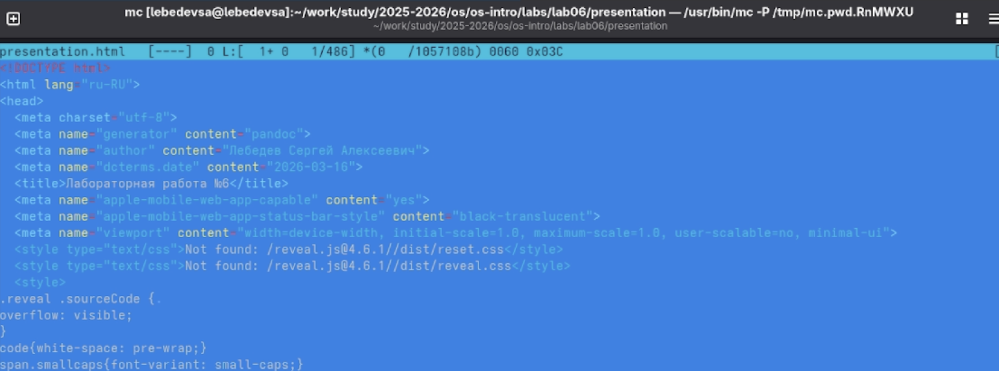 mc [lebedevsa@lebedevsa]:~/work/study/2025-2026/os/os-intro/labs/lab06/presentation — /usr/bin/mc -P /tmp/mc.pwd.RnMWXU
~/work/study/2025-2026/os/os-intro/labs/lab06/presentation
presentation.html   [----]  0 L:[  1+ 0   1/486] *(0   /1057108b) 0060 0x03C
<!DOCTYPE html>
<html lang="ru-RU">
<head>
  <meta charset="utf-8">
  <meta name="generator" content="pandoc">
  <meta name="author" content="Лебедев Сергей Алексеевич">
  <meta name="dcterms.date" content="2026-03-16">
  <title>Лабораторная работа №6</title>
  <meta name="apple-mobile-web-app-capable" content="yes">
  <meta name="apple-mobile-web-app-status-bar-style" content="black-translucent">
  <meta name="viewport" content="width=device-width, initial-scale=1.0, maximum-scale=1.0, user-scalable=no, minimal-ui">
  <style type="text/css">Not found: /reveal.js@4.6.1//dist/reset.css</style>
  <style type="text/css">Not found: /reveal.js@4.6.1//dist/reveal.css</style>
  <style>
.reveal .sourceCode {.
overflow: visible;
}
code{white-space: pre-wrap;}
span.smallcaps{font-variant: small-caps;}